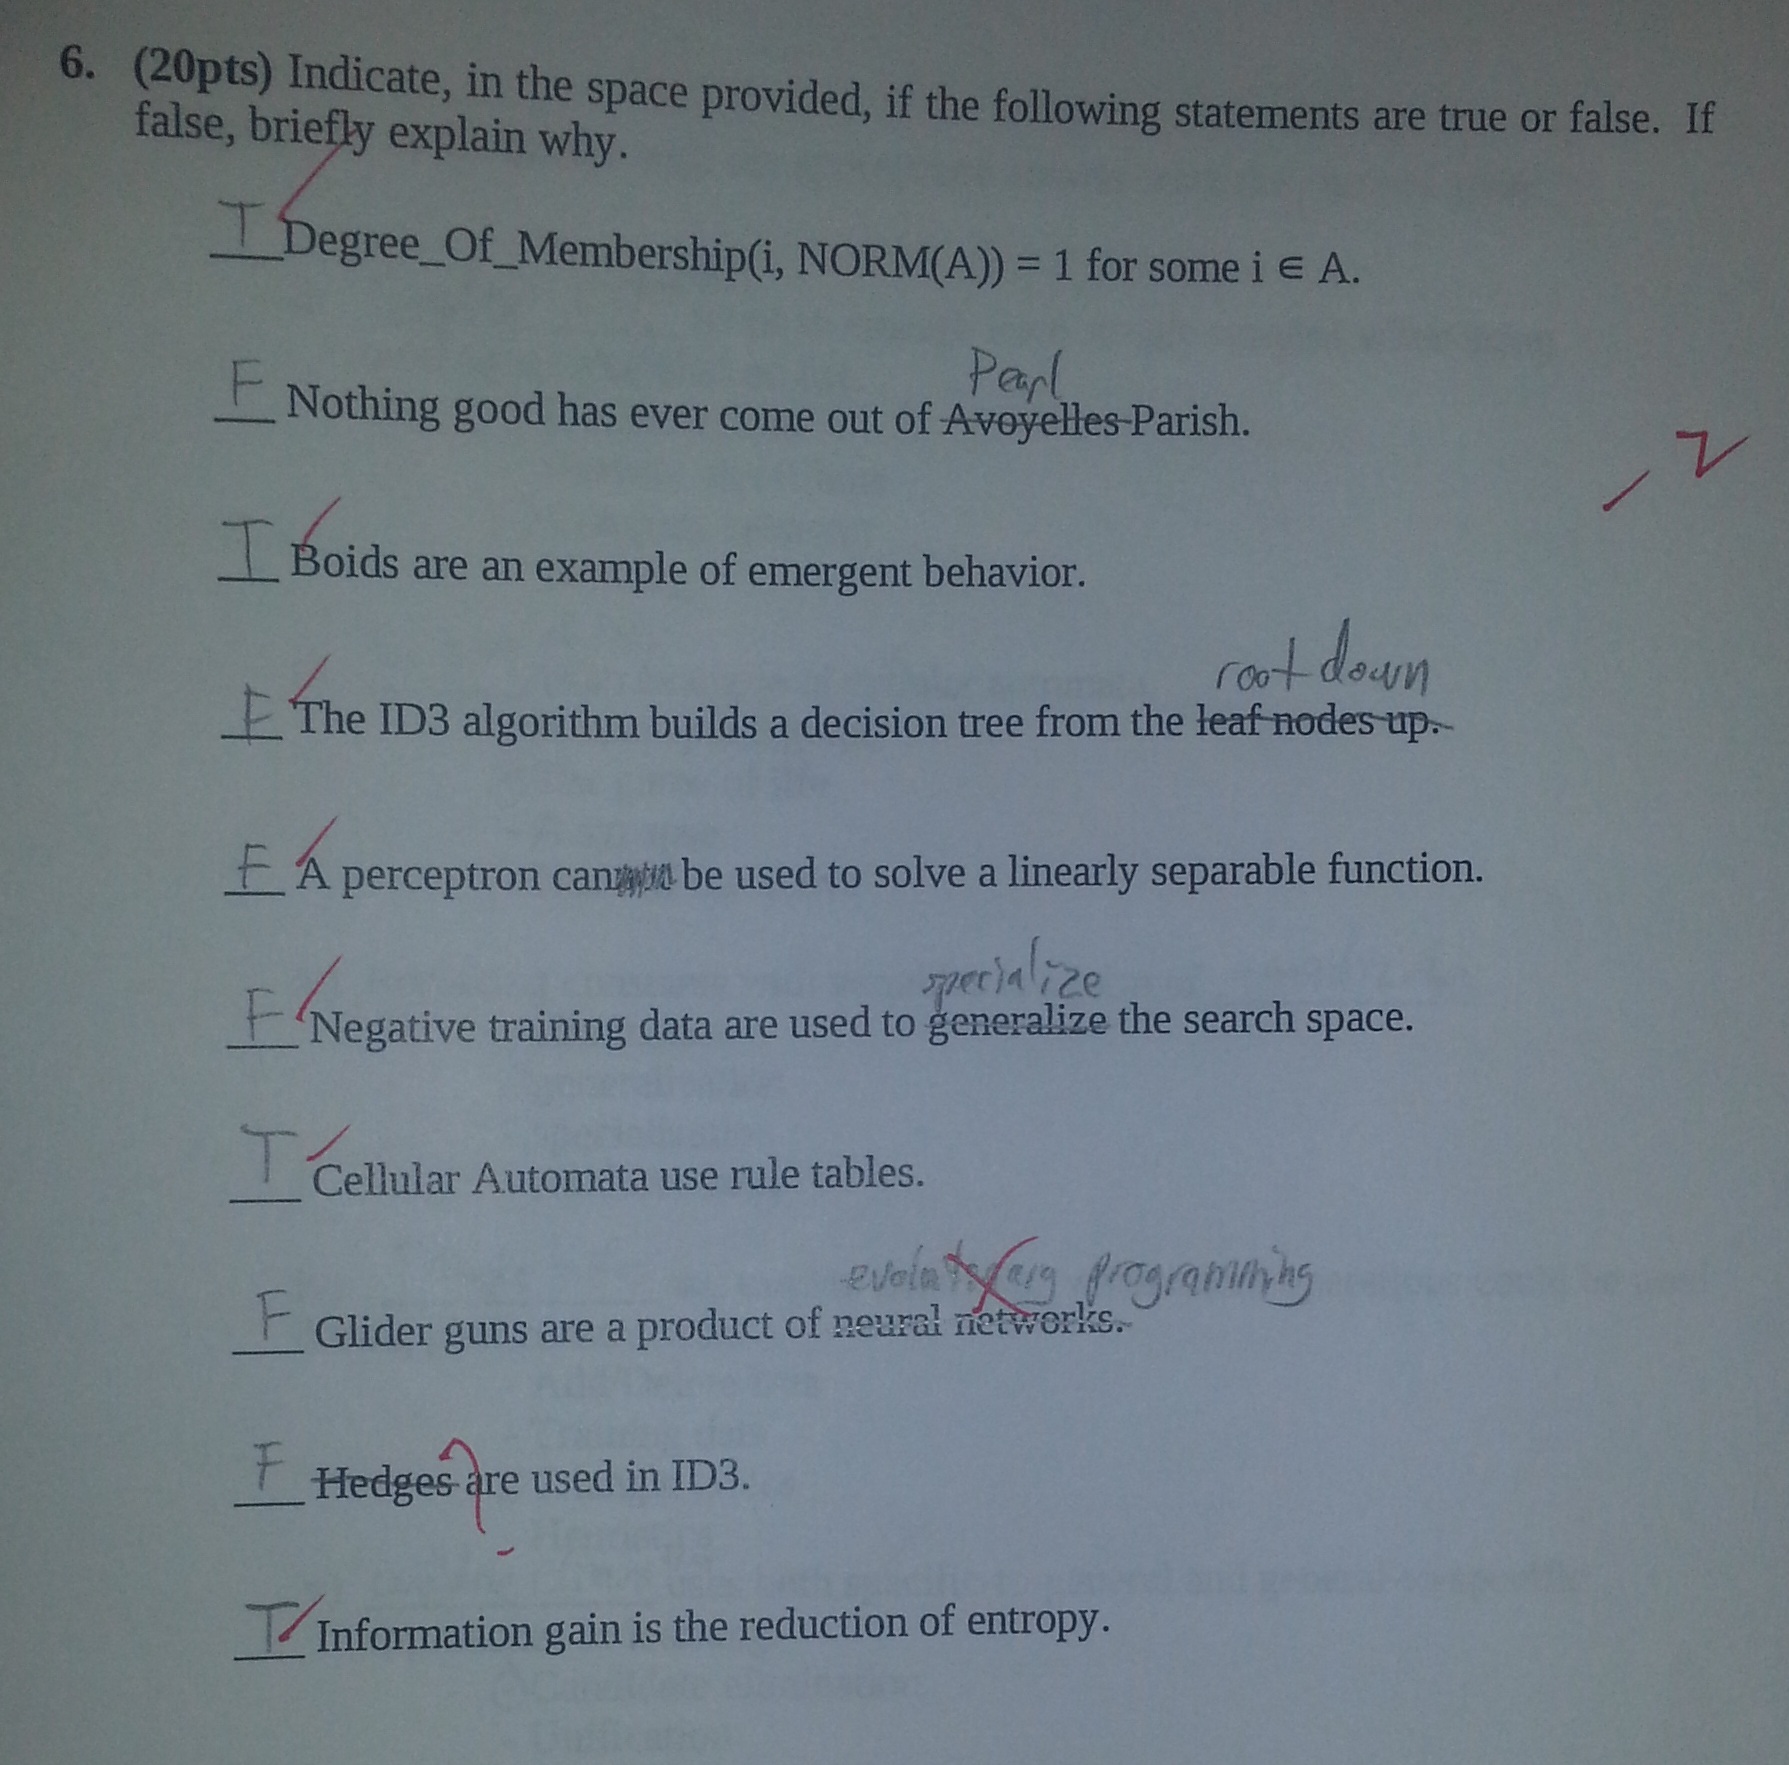 6. (20pts) Indicate, in the space provided, if the following statements are true or false. If
false, briefly explain why.
T Degree_Of_Membership(i, NORM(A)) = 1 for some i ∈ A.
Pearl
F Nothing good has ever come out of Avoyelles Parish.
-2
T Boids are an example of emergent behavior.
root down
F The ID3 algorithm builds a decision tree from the leaf nodes up.
F A perceptron can be used to solve a linearly separable function.
specialize
F Negative training data are used to generalize the search space.
T Cellular Automata use rule tables.
evolutionary programming
F Glider guns are a product of neural networks.
F Hedges are used in ID3.
?
T Information gain is the reduction of entropy.